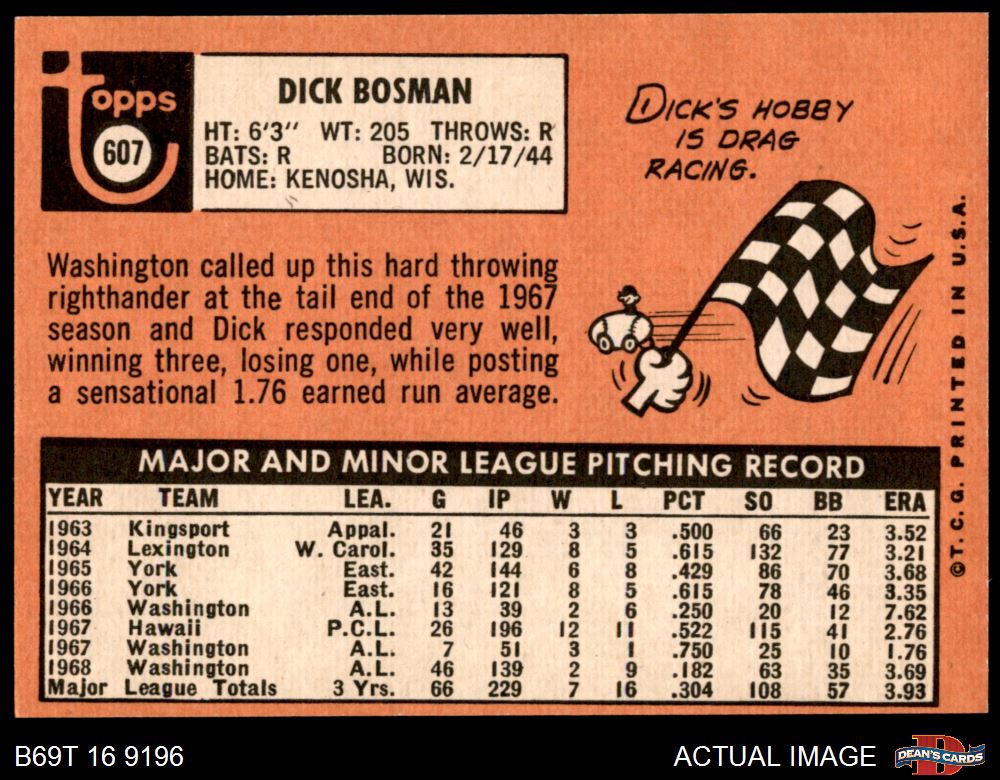 topps
607
DICK BOSMAN
HT: 6'3" WT: 205 THROWS: R
BATS: R BORN: 2/17/44
HOME: KENOSHA, WIS.
DICK'S HOBBY
IS DRAG
RACING.
Washington called up this hard throwing
righthander at the tail end of the 1967
season and Dick responded very well,
winning three, losing one, while posting
a sensational 1.76 earned run average.
©T.C.G. PRINTED IN U.S.A.
MAJOR AND MINOR LEAGUE PITCHING RECORD
YEAR TEAM LEA. G IP W L PCT SO BB ERA
1963 Kingsport Appal. 21 46 3 3 .500 66 23 3.52
1964 Lexington W. Carol. 35 129 8 5 .615 132 77 3.21
1965 York East. 42 144 6 8 .429 86 70 3.68
1966 York East. 16 121 8 5 .615 78 46 3.35
1966 Washington A.L. 13 39 2 6 .250 20 12 7.62
1967 Hawaii P.C.L. 26 196 12 11 .522 115 41 2.76
1967 Washington A.L. 7 51 3 1 .750 25 10 1.76
1968 Washington A.L. 46 139 2 9 .182 63 35 3.69
Major League Totals 3 Yrs. 66 229 7 16 .304 108 57 3.93
B69T 16 9196
ACTUAL IMAGE
D
DEAN'S CARDS